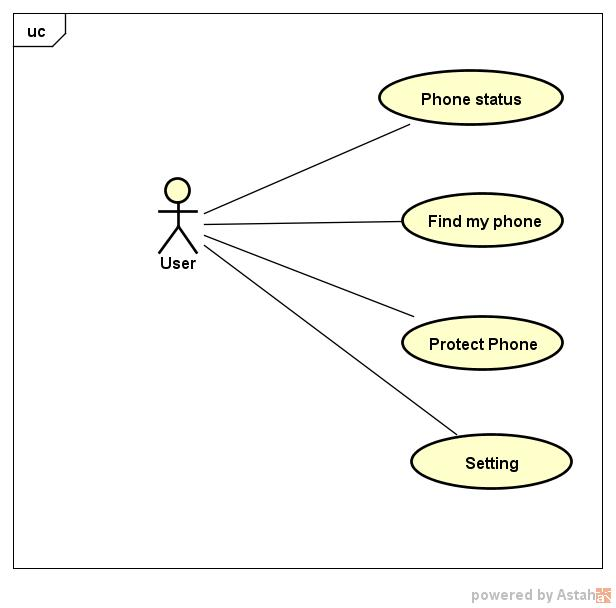 uc
Phone status
Find my phone
User
Protect Phone
Setting
powered by Astah